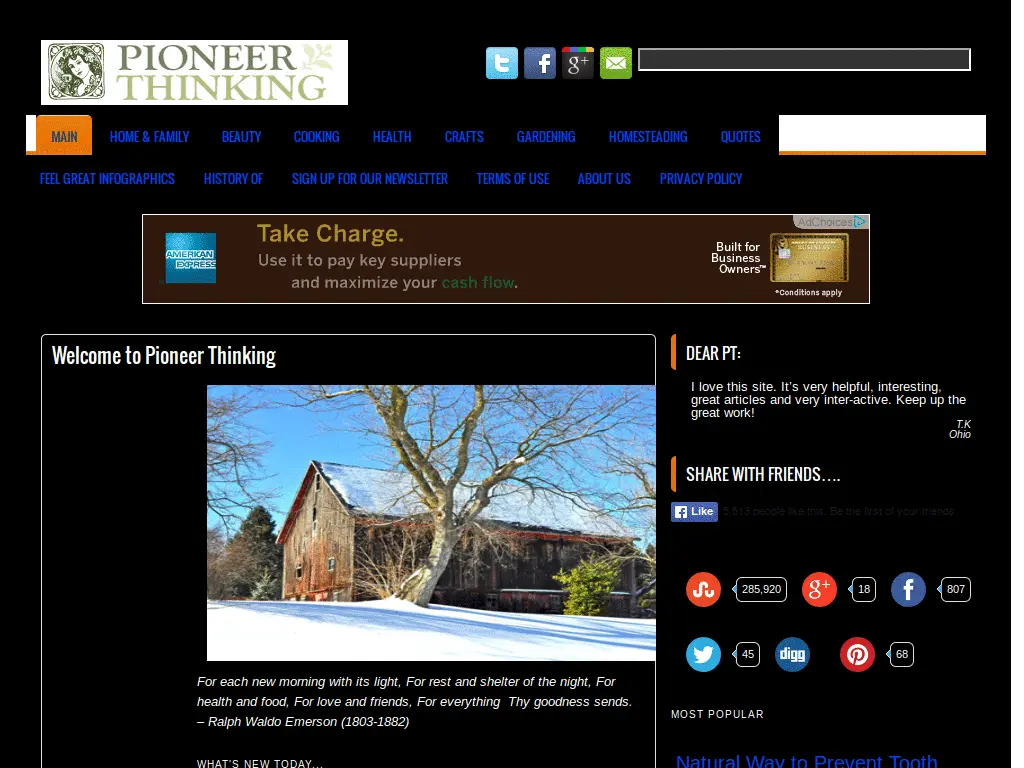 PIONEER
THINKING
MAIN HOME & FAMILY BEAUTY COOKING HEALTH CRAFTS GARDENING HOMESTEADING QUOTES
FEEL GREAT INFOGRAPHICS HISTORY OF SIGN UP FOR OUR NEWSLETTER TERMS OF USE ABOUT US PRIVACY POLICY
AdChoices
Take Charge.
Use it to pay key suppliers
and maximize your cash flow.
AMERICAN
EXPRESS
Built for
Business
Owners™
*Conditions apply
Welcome to Pioneer Thinking
For each new morning with its light, For rest and shelter of the night, For
health and food, For love and friends, For everything Thy goodness sends.
– Ralph Waldo Emerson (1803-1882)
WHAT'S NEW TODAY...
DEAR PT:
I love this site. It's very helpful, interesting,
great articles and very inter-active. Keep up the
great work!
T.K
Ohio
SHARE WITH FRIENDS….
Like 5,513 people like this. Be the first of your friends.
285,920 g+ 18 f 807
45 digg 68
MOST POPULAR
Natural Way to Prevent Tooth